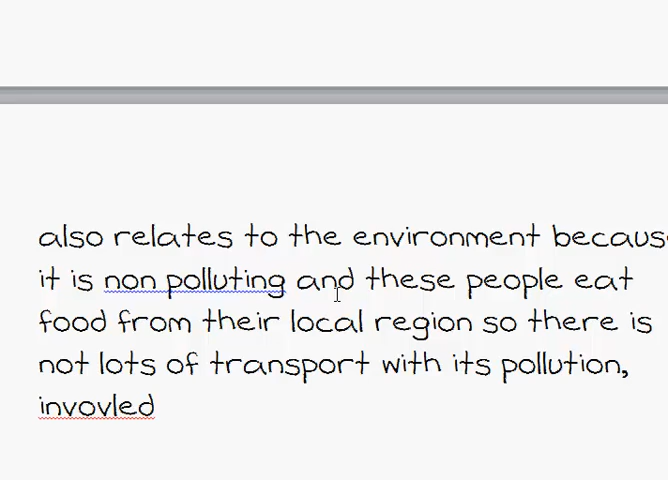 also relates to the environment becaus
it is non polluting and these people eat
food from their local region so there is
not lots of transport with its pollution,
invovled